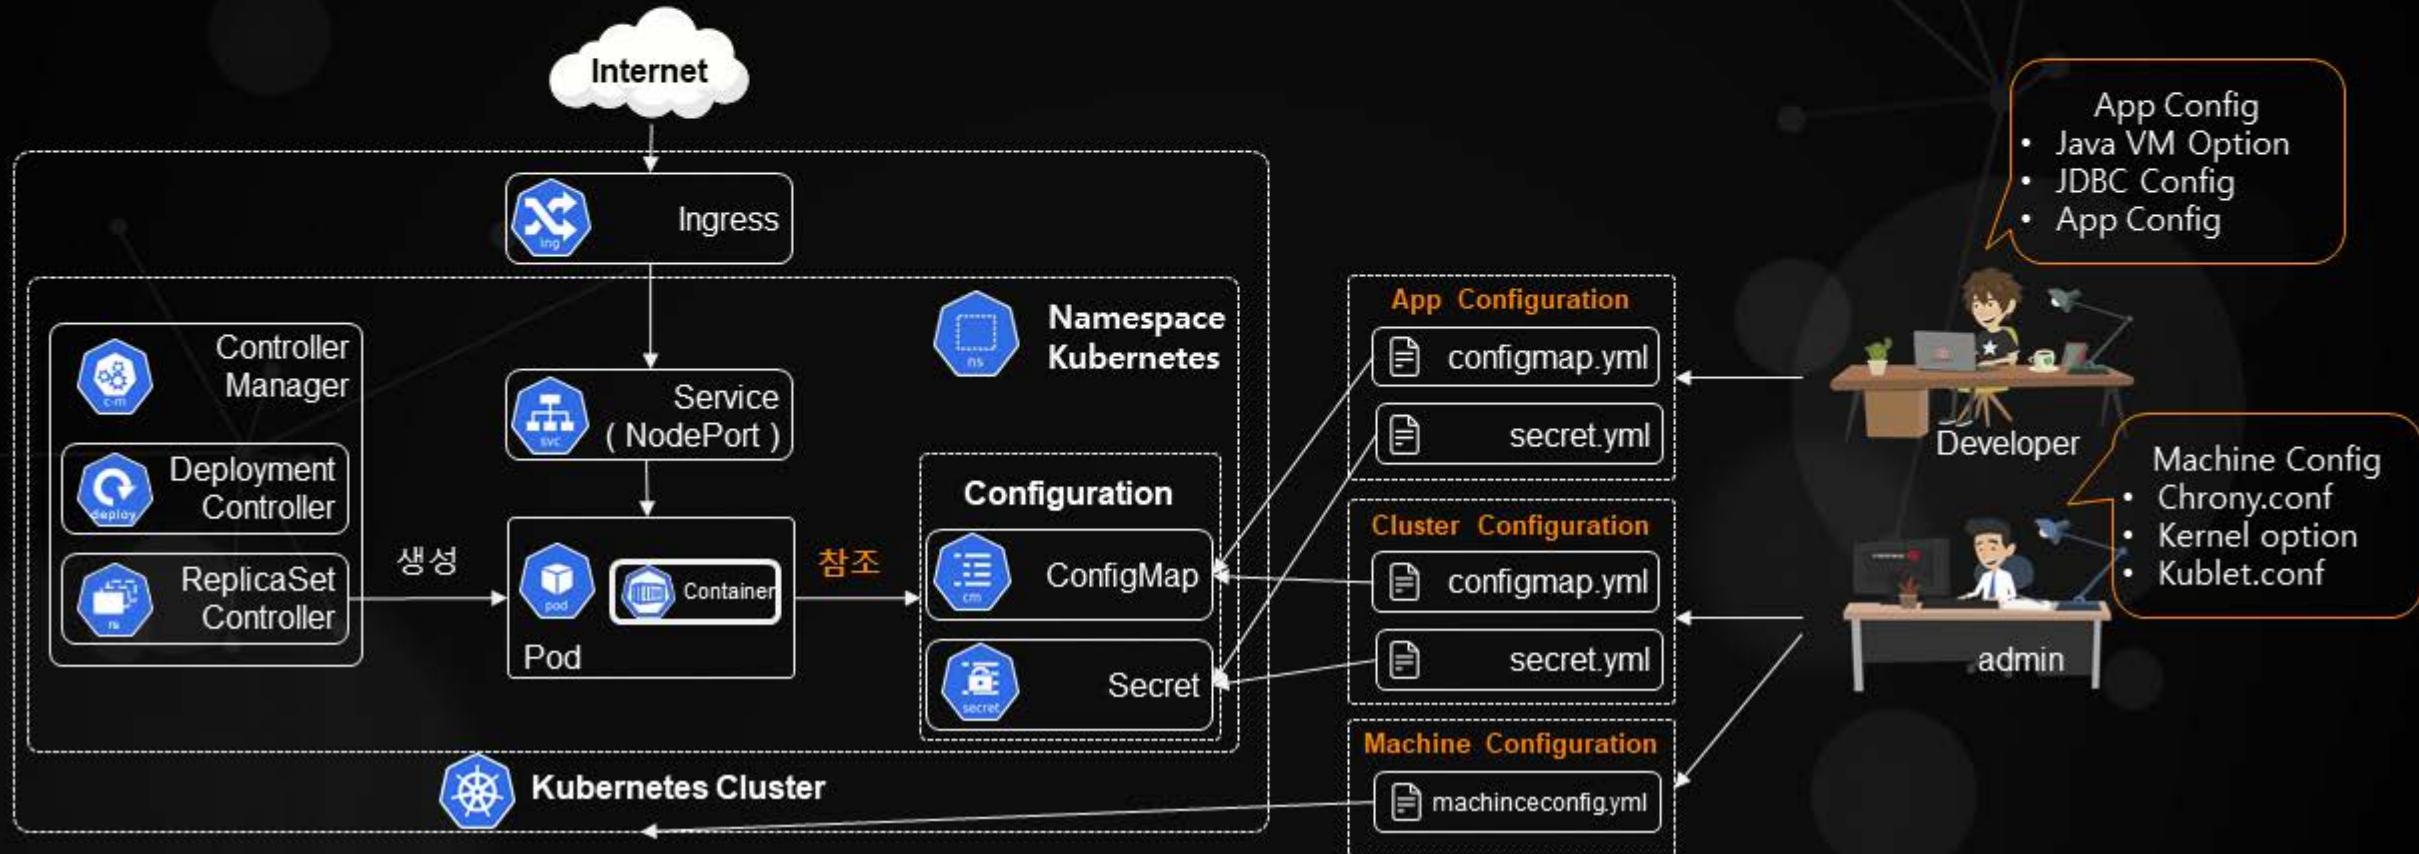 Internet
ing
Ingress
ns
Namespace
Kubernetes
c-m
Controller
Manager
deploy
Deployment
Controller
rs
ReplicaSet
Controller
생성
svc
Service
( NodePort )
pod
Container
Pod
참조
Configuration
cm
ConfigMap
secret
Secret
Kubernetes Cluster
App Configuration
configmap.yml
secret.yml
Cluster Configuration
configmap.yml
secret.yml
Machine Configuration
machinceconfig.yml
App Config
• Java VM Option
• JDBC Config
• App Config
Developer
Machine Config
• Chrony.conf
• Kernel option
• Kublet.conf
admin